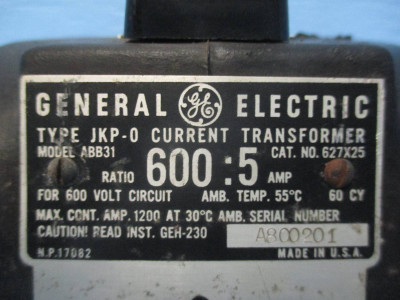 GENERAL GE ELECTRIC
TYPE JKP-0 CURRENT TRANSFORMER
MODEL ABB31 CAT. NO. 627X25
RATIO 600:5 AMP
FOR 600 VOLT CIRCUIT AMB. TEMP. 55°C 60 CY
MAX. CONT. AMP. 1200 AT 30°C AMB. SERIAL NUMBER
CAUTION! READ INST. GEH-230 A800201
N.P.17082 MADE IN U.S.A.